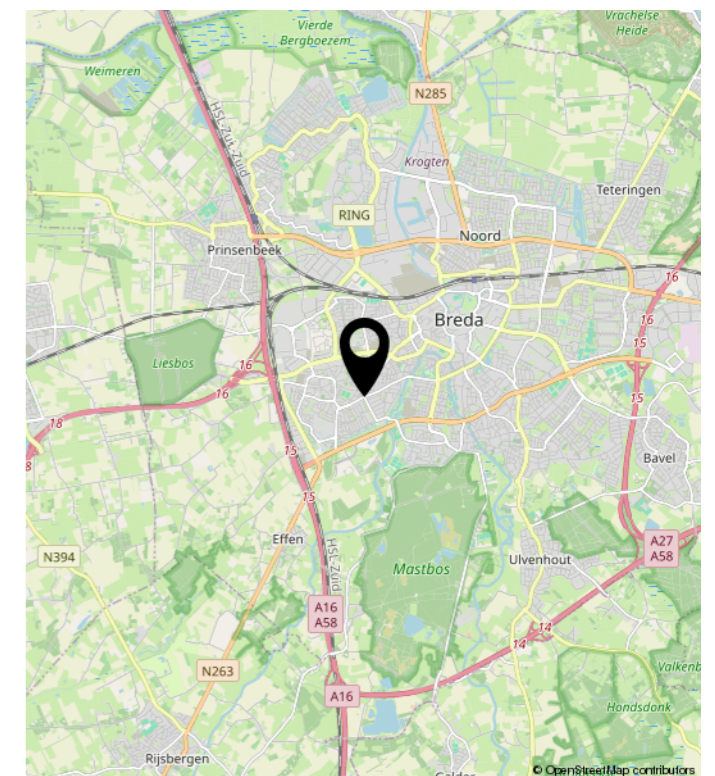 Vrachelse
Heide
Vierde
Bergboezem
Weimeren
N285
HSL-Zuid
Krogten
Teteringen
RING
Noord
Prinsenbeek
16
16
Breda
15
Liesbos
16
16
15
18
15
Bavel
8
15
Effen
N394
HSL-Zuid
Mastbos
Ulvenhout
A27
A58
A16
A58
14
14
N263
Valkenb
A16
Hondsdonk
Rijsbergen
© OpenStreetMap contributors